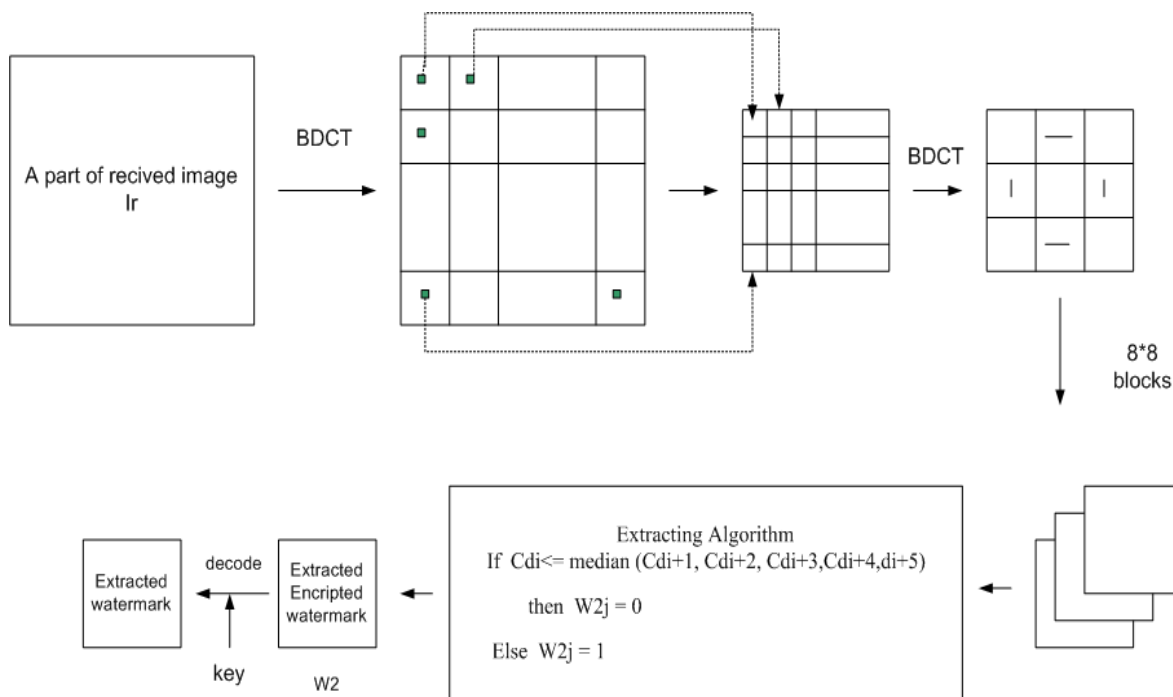 A part of recived image
Ir
BDCT
BDCT
8*8
blocks
Extracting Algorithm
If Cdi<= median (Cdi+1, Cdi+2, Cdi+3,Cdi+4,di+5)
then W2j = 0
Else W2j = 1
Extracted
Encripted
watermark
W2
decode
key
Extracted
watermark